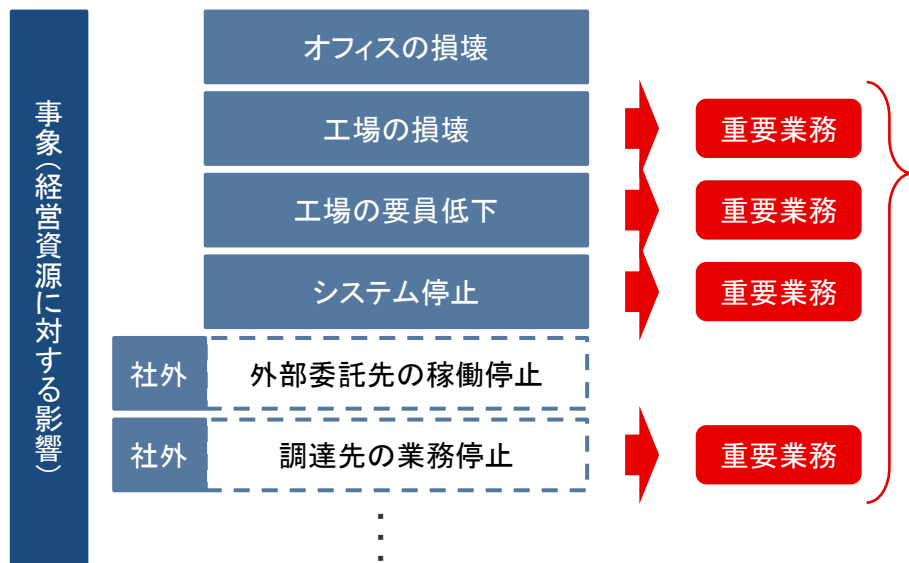 事象（経営資源に対する影響）
オフィスの損壊
工場の損壊
重要業務
工場の要員低下
重要業務
システム停止
重要業務
社外
外部委託先の稼働停止
社外
調達先の業務停止
重要業務